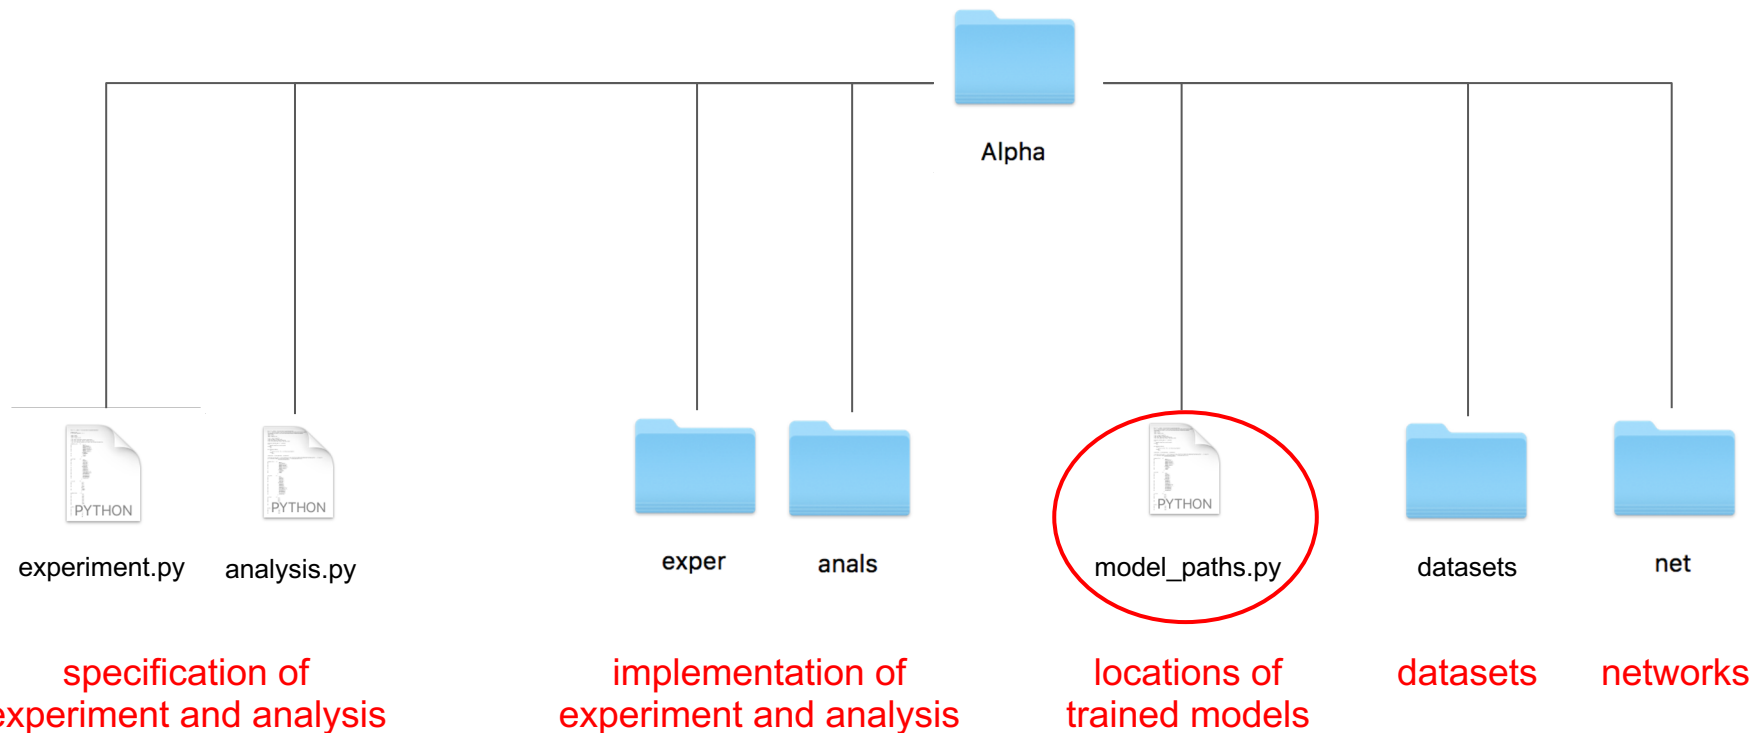 Alpha
PYTHON
PYTHON
PYTHON
experiment.py
analysis.py
exper
anals
model_paths.py
datasets
net
specification of
experiment and analysis
implementation of
experiment and analysis
locations of
trained models
datasets
networks